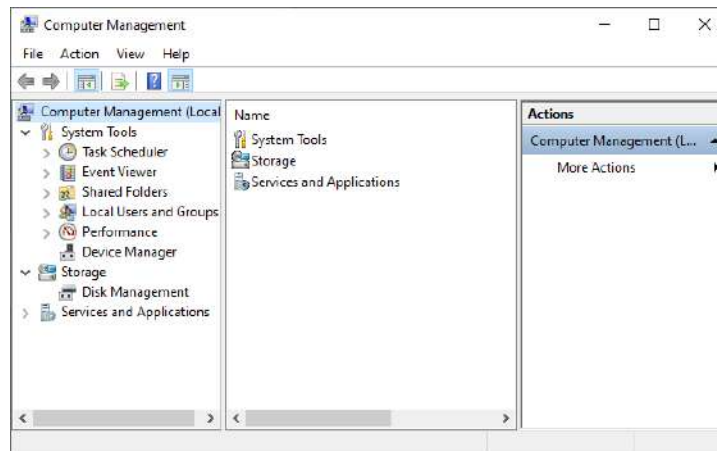 Computer Management
File Action View Help
Computer Management (Local
System Tools
Task Scheduler
Event Viewer
Shared Folders
Local Users and Groups
Performance
Device Manager
Storage
Disk Management
Services and Applications
Name
System Tools
Storage
Services and Applications
Actions
Computer Management (L...
More Actions